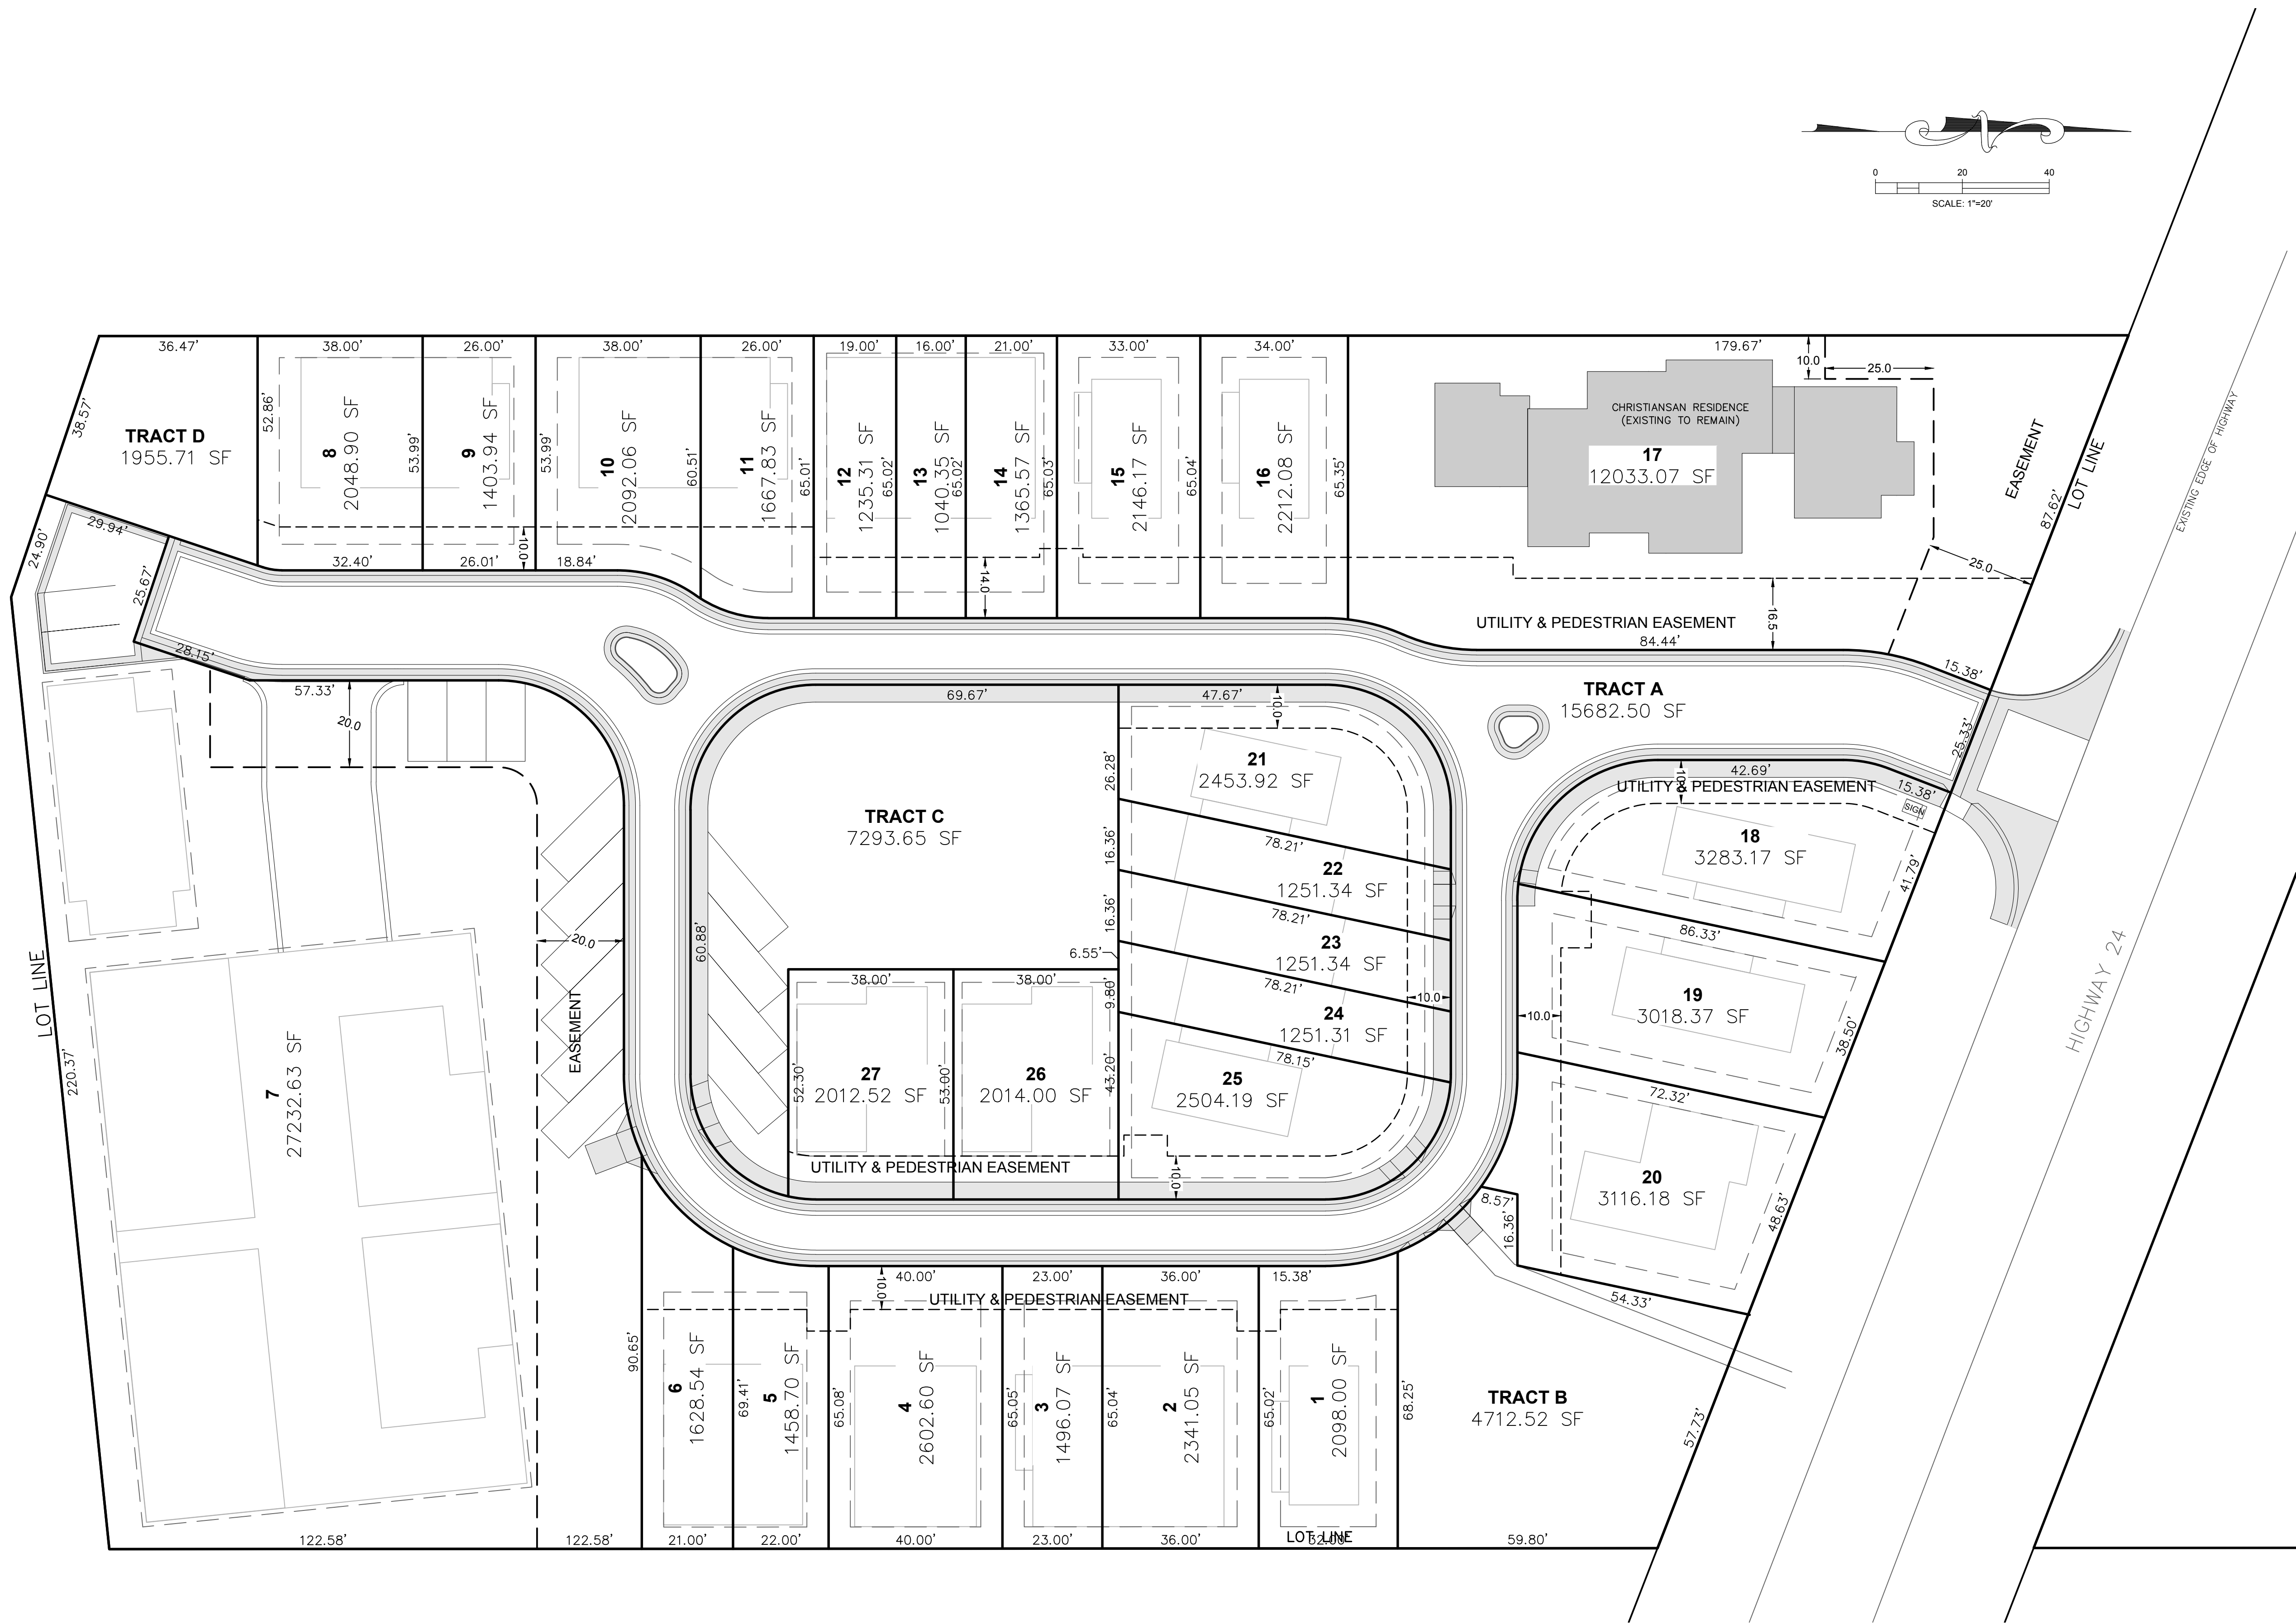 0 20 40
SCALE: 1"=20'
EXISTING EDGE OF HIGHWAY
EASEMENT
LOT LINE
87.62'
36.47'
38.00'
26.00'
38.00'
26.00'
19.00'
16.00'
21.00'
33.00'
34.00'
179.67'
10.0
25.0
38.57'
TRACT D
1955.71 SF
52.86'
8
2048.90 SF
53.99'
9
1403.94 SF
53.99'
10
2092.06 SF
60.51'
11
1667.83 SF
65.01'
12
1235.31 SF
65.02'
13
1040.35 SF
65.02'
14
1365.57 SF
65.03'
15
2146.17 SF
65.04'
16
2212.08 SF
65.35'
CHRISTIANSAN RESIDENCE
(EXISTING TO REMAIN)
17
12033.07 SF
25.0
24.90'
29.94'
25.67'
28.15'
32.40'
26.01'
10.0
18.84'
14.0
UTILITY & PEDESTRIAN EASEMENT
16.5
84.44'
15.38'
57.33'
20.0
69.67'
47.67'
10.0
TRACT A
15682.50 SF
25.33'
42.69'
10.0
UTILITY & PEDESTRIAN EASEMENT
15.38'
SIGN
26.28'
21
2453.92 SF
TRACT C
7293.65 SF
16.36'
78.21'
22
1251.34 SF
18
3283.17 SF
41.79'
16.36'
78.21'
23
1251.34 SF
86.33'
60.88'
20.0
6.55'
78.21'
10.0
24
1251.31 SF
19
3018.37 SF
10.0
38.50'
HIGHWAY 24
LOT LINE
220.37'
EASEMENT
38.00'
38.00'
9.80'
78.15'
7
27232.63 SF
52.30'
27
2012.52 SF
53.00'
26
2014.00 SF
43.20'
25
2504.19 SF
72.32'
UTILITY & PEDESTRIAN EASEMENT
10.0
20
3116.18 SF
48.63'
8.57'
16.36'
54.33'
40.00'
23.00'
36.00'
15.38'
10.0
UTILITY & PEDESTRIAN EASEMENT
90.65'
6
1628.54 SF
69.41'
5
1458.70 SF
65.08'
4
2602.60 SF
65.05'
3
1496.07 SF
65.04'
2
2341.05 SF
65.02'
1
2098.00 SF
68.25'
TRACT B
4712.52 SF
57.73'
122.58'
122.58'
21.00'
22.00'
40.00'
23.00'
36.00'
LOT LINE
32.00'
59.80'